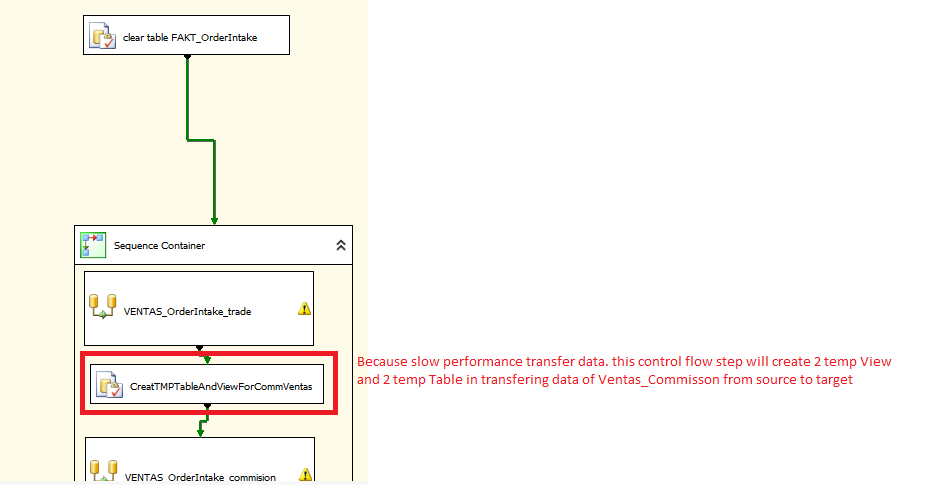 clear table FAKT_OrderIntake
Sequence Container
VENTAS_OrderIntake_trade
Because slow performance transfer data. this control flow step will create 2 temp View
and 2 temp Table in transfering data of Ventas_Commisson from source to target
CreatTMPTableAndViewForCommVentas
VENTAS_OrderIntake_commision